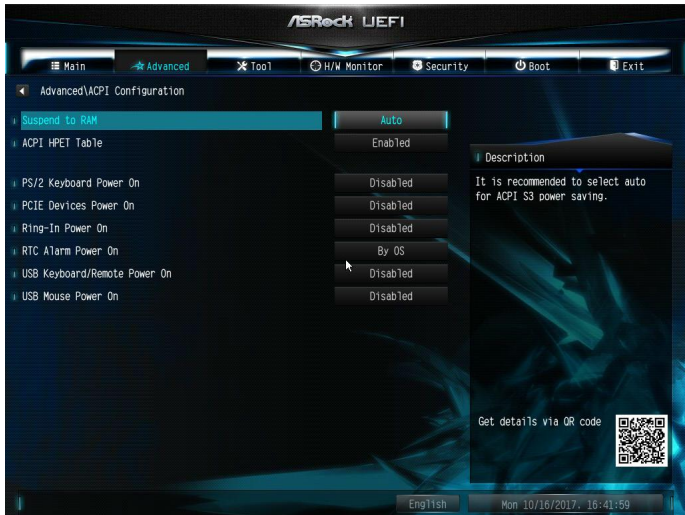 ASRock UEFI
Main Advanced Tool H/W Monitor Security Boot Exit
Advanced\ACPI Configuration
Suspend to RAM Auto
ACPI HPET Table Enabled
Description
PS/2 Keyboard Power On Disabled
It is recommended to select auto
for ACPI S3 power saving.
PCIE Devices Power On Disabled
Ring-In Power On Disabled
RTC Alarm Power On By OS
USB Keyboard/Remote Power On Disabled
USB Mouse Power On Disabled
Get details via QR code
English Mon 10/16/2017. 16:41:59